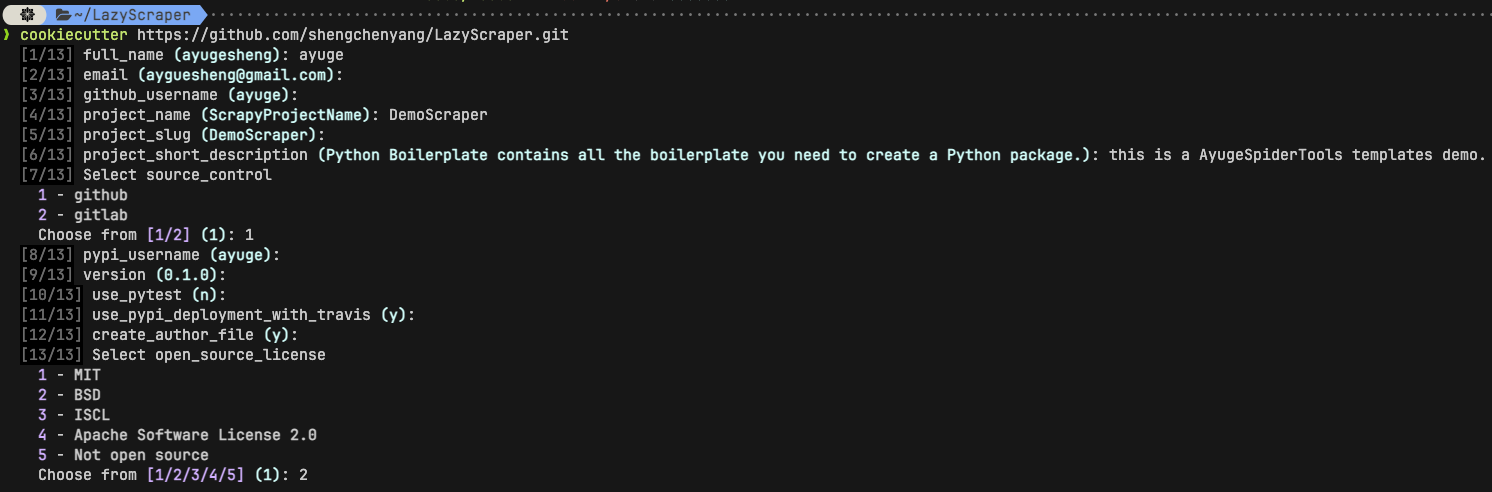 ~/LazyScraper
❯ cookiecutter https://github.com/shengchenyang/LazyScraper.git
[1/13] full_name (ayugesheng): ayuge
[2/13] email (ayguesheng@gmail.com):
[3/13] github_username (ayuge):
[4/13] project_name (ScrapyProjectName): DemoScraper
[5/13] project_slug (DemoScraper):
[6/13] project_short_description (Python Boilerplate contains all the boilerplate you need to create a Python package.): this is a AyugeSpiderTools templates demo.
[7/13] Select source_control
1 - github
2 - gitlab
Choose from [1/2] (1): 1
[8/13] pypi_username (ayuge):
[9/13] version (0.1.0):
[10/13] use_pytest (n):
[11/13] use_pypi_deployment_with_travis (y):
[12/13] create_author_file (y):
[13/13] Select open_source_license
1 - MIT
2 - BSD
3 - ISCL
4 - Apache Software License 2.0
5 - Not open source
Choose from [1/2/3/4/5] (1): 2